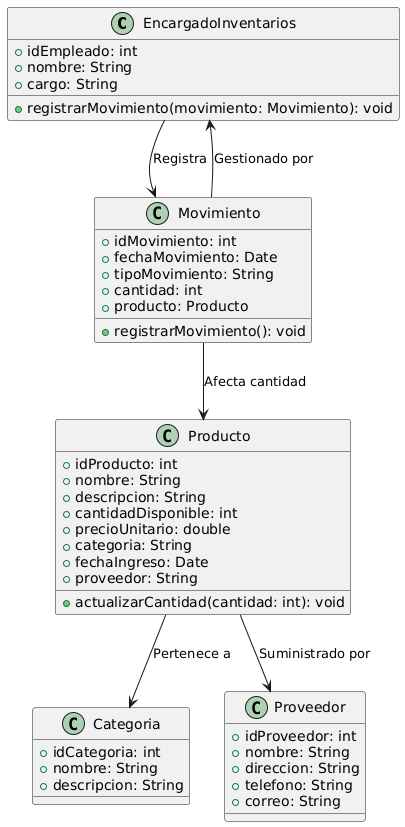 C EncargadoInventarios
idEmpleado: int
nombre: String
cargo: String
registrarMovimiento(movimiento: Movimiento): void
Registra
Gestionado por
C Movimiento
idMovimiento: int
fechaMovimiento: Date
tipoMovimiento: String
cantidad: int
producto: Producto
registrarMovimiento(): void
Afecta cantidad
C Producto
idProducto: int
nombre: String
descripcion: String
cantidadDisponible: int
precioUnitario: double
categoria: String
fechaIngreso: Date
proveedor: String
actualizarCantidad(cantidad: int): void
Pertenece a
Suministrado por
C Categoria
idCategoria: int
nombre: String
descripcion: String
C Proveedor
idProveedor: int
nombre: String
direccion: String
telefono: String
correo: String